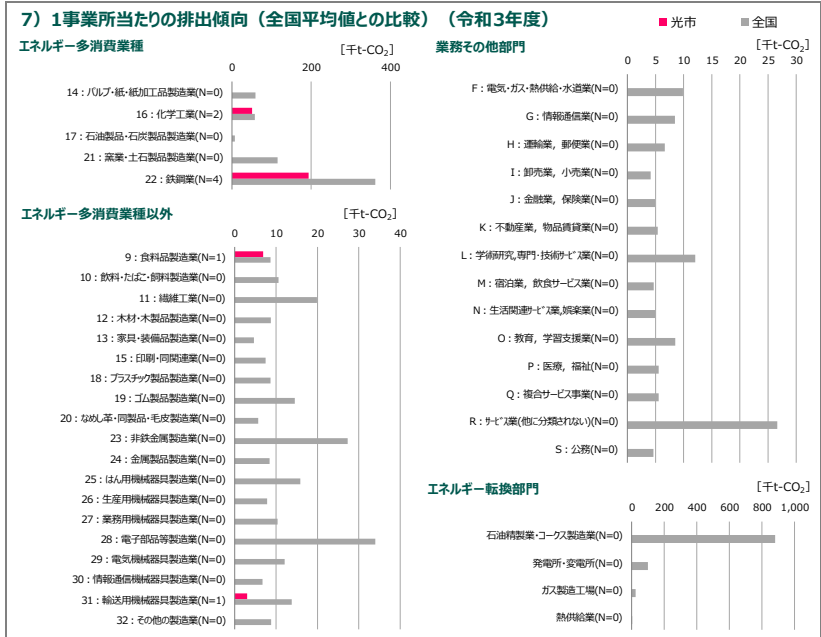 7）1事業所当たりの排出傾向（全国平均値との比較）（令和3年度）
光市
全国
エネルギー多消費業種
[千t-CO₂]
0 200 400
14：パルプ・紙・紙加工品製造業(N=0)
16：化学工業(N=2)
17：石油製品・石炭製品製造業(N=0)
21：窯業・土石製品製造業(N=0)
22：鉄鋼業(N=4)
エネルギー多消費業種以外
[千t-CO₂]
0 10 20 30 40
9：食料品製造業(N=1)
10：飲料・たばこ・飼料製造業(N=0)
11：繊維工業(N=0)
12：木材・木製品製造業(N=0)
13：家具・装備品製造業(N=0)
15：印刷・同関連業(N=0)
18：プラスチック製品製造業(N=0)
19：ゴム製品製造業(N=0)
20：なめし革・同製品・毛皮製造業(N=0)
23：非鉄金属製造業(N=0)
24：金属製品製造業(N=0)
25：はん用機械器具製造業(N=0)
26：生産用機械器具製造業(N=0)
27：業務用機械器具製造業(N=0)
28：電子部品等製造業(N=0)
29：電気機械器具製造業(N=0)
30：情報通信機械器具製造業(N=0)
31：輸送用機械器具製造業(N=1)
32：その他の製造業(N=0)
業務その他部門
[千t-CO₂]
0 5 10 15 20 25 30
F：電気・ガス・熱供給・水道業(N=0)
G：情報通信業(N=0)
H：運輸業，郵便業(N=0)
I：卸売業，小売業(N=0)
J：金融業，保険業(N=0)
K：不動産業，物品賃貸業(N=0)
L：学術研究,専門・技術サービス業(N=0)
M：宿泊業，飲食サービス業(N=0)
N：生活関連サービス業,娯楽業(N=0)
O：教育，学習支援業(N=0)
P：医療，福祉(N=0)
Q：複合サービス事業(N=0)
R：サービス業(他に分類されない)(N=0)
S：公務(N=0)
エネルギー転換部門
[千t-CO₂]
0 200 400 600 800 1,000
石油精製業・コークス製造業(N=0)
発電所・変電所(N=0)
ガス製造工場(N=0)
熱供給業(N=0)